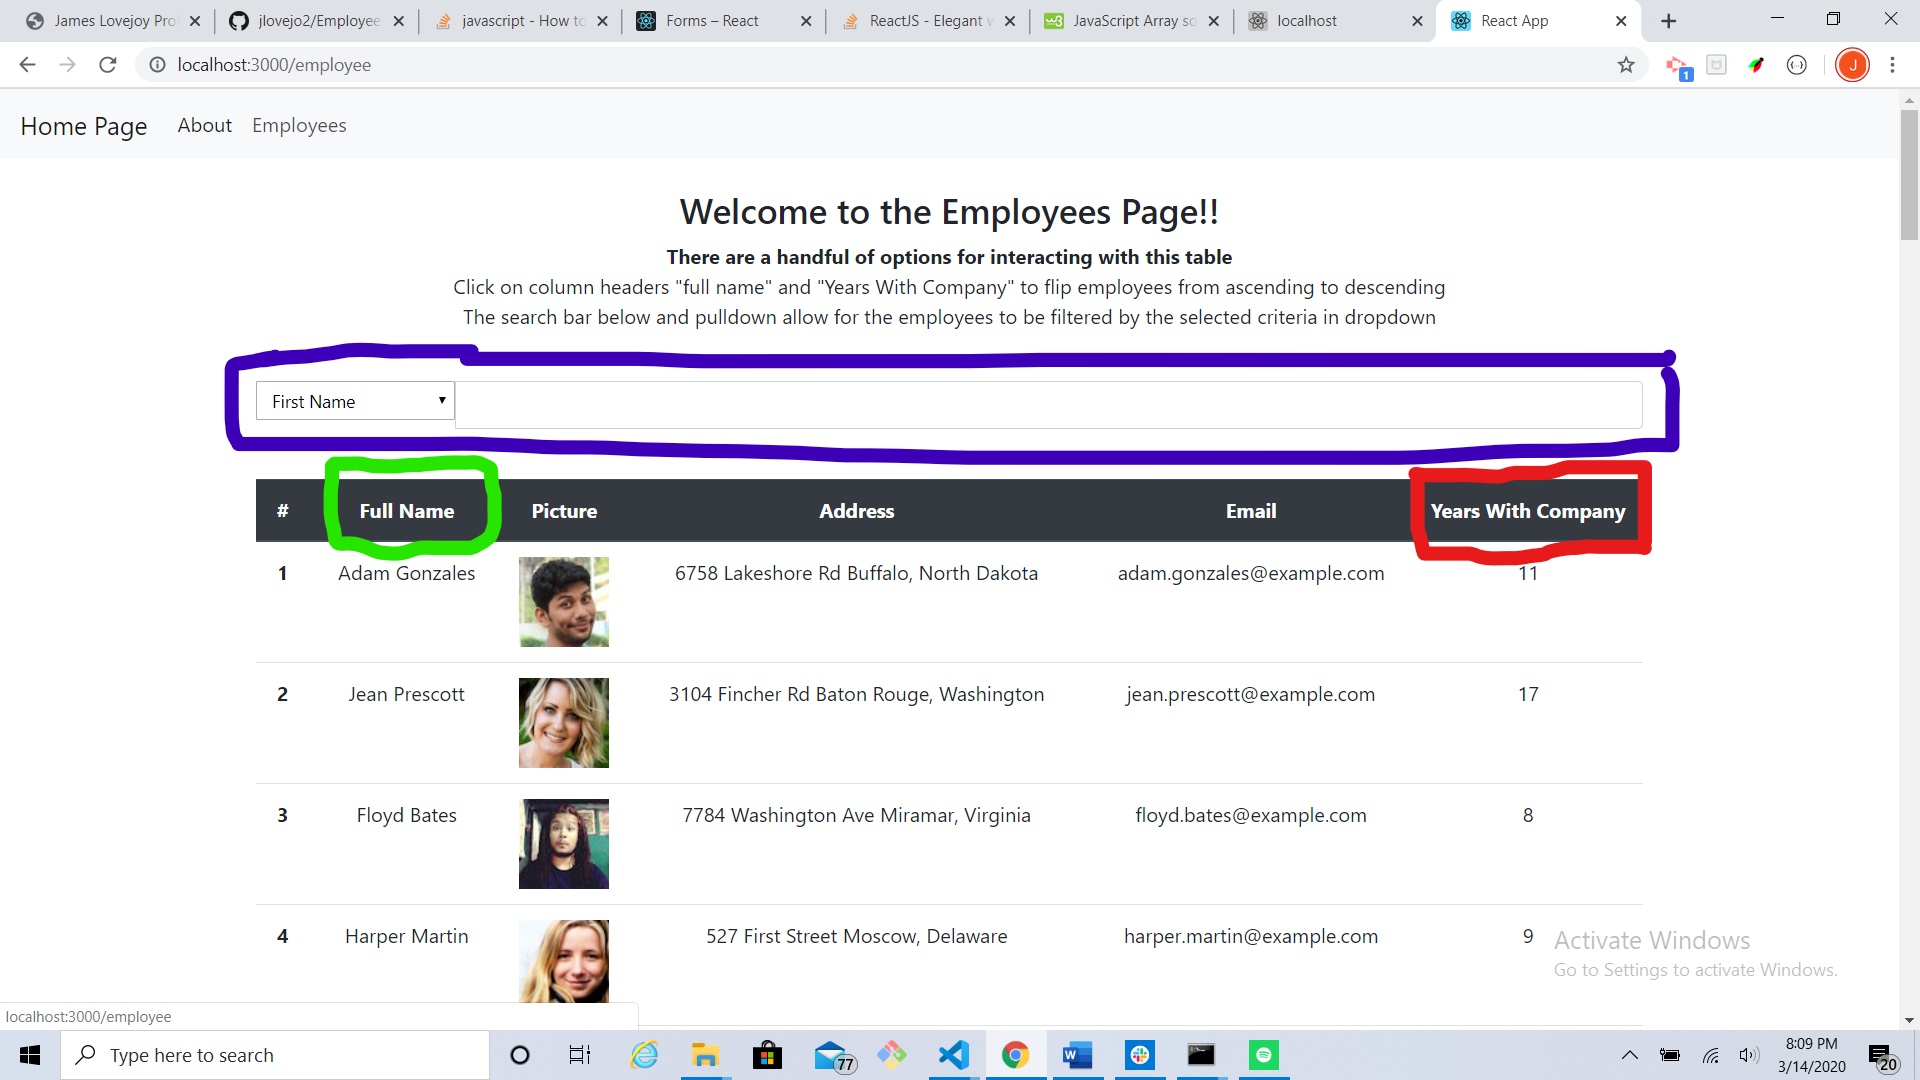 James Lovejoy Pro
jlovejo2/Employee
javascript - How to
Forms – React
ReactJS - Elegant w
JavaScript Array so
localhost
React App
localhost:3000/employee
J
1
Home Page
About
Employees
Welcome to the Employees Page!!
There are a handful of options for interacting with this table
Click on column headers "full name" and "Years With Company" to flip employees from ascending to descending
The search bar below and pulldown allow for the employees to be filtered by the selected criteria in dropdown
First Name
# Full Name Picture Address Email Years With Company
1 Adam Gonzales 6758 Lakeshore Rd Buffalo, North Dakota adam.gonzales@example.com 11
2 Jean Prescott 3104 Fincher Rd Baton Rouge, Washington jean.prescott@example.com 17
3 Floyd Bates 7784 Washington Ave Miramar, Virginia floyd.bates@example.com 8
4 Harper Martin 527 First Street Moscow, Delaware harper.martin@example.com 9
Activate Windows
Go to Settings to activate Windows.
localhost:3000/employee
Type here to search
77
8:09 PM
3/14/2020
20